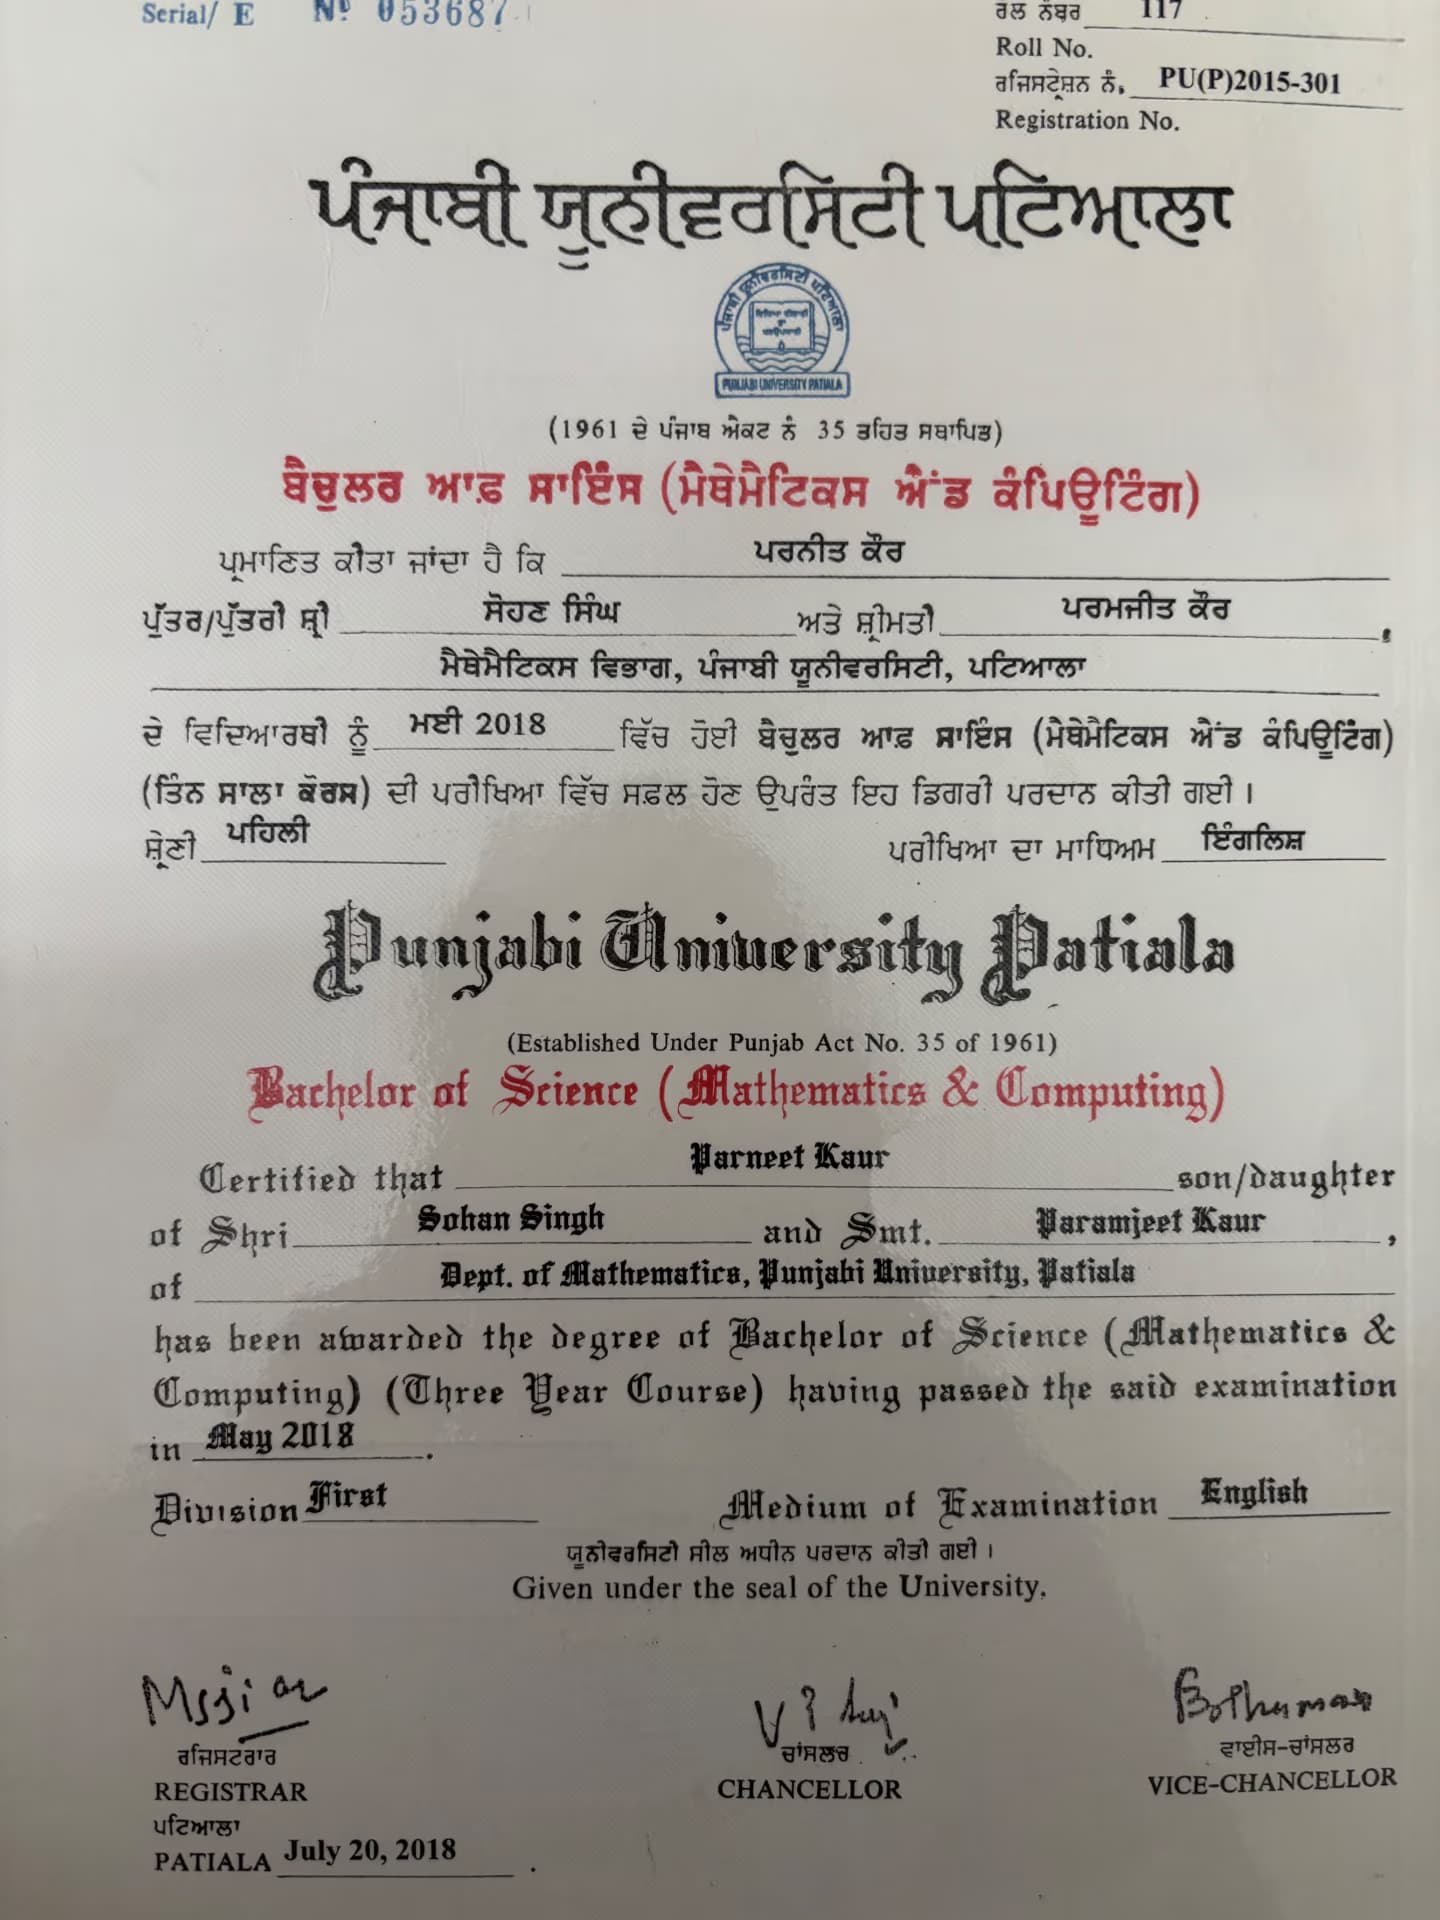 Serial/ E Nº 053687
ਰੋਲ ਨੰਬਰ 117
Roll No.
ਰਜਿਸਟ੍ਰੇਸ਼ਨ ਨੰ. PU(P)2015-301
Registration No.
ਪੰਜਾਬੀ ਯੂਨੀਵਰਸਿਟੀ ਪਟਿਆਲਾ
ਪੰਜਾਬੀ ਯੂਨੀਵਰਸਿਟੀ ਪਟਿਆਲਾ
PUNJABI UNIVERSITY PATIALA
(1961 ਦੇ ਪੰਜਾਬ ਐਕਟ ਨੰ 35 ਤਹਿਤ ਸਥਾਪਿਤ)
ਬੈਚੁਲਰ ਆਫ਼ ਸਾਇੰਸ (ਮੈਥੇਮੈਟਿਕਸ ਐਂਡ ਕੰਪਿਊਟਿੰਗ)
ਪ੍ਰਮਾਣਿਤ ਕੀਤਾ ਜਾਂਦਾ ਹੈ ਕਿ ਪਰਨੀਤ ਕੌਰ
ਪੁੱਤਰ/ਪੁੱਤਰੀ ਸ਼੍ਰੀ ਸੋਹਣ ਸਿੰਘ ਅਤੇ ਸ਼੍ਰੀਮਤੀ ਪਰਮਜੀਤ ਕੌਰ ,
ਮੈਥੇਮੈਟਿਕਸ ਵਿਭਾਗ, ਪੰਜਾਬੀ ਯੂਨੀਵਰਸਿਟੀ, ਪਟਿਆਲਾ
ਦੇ ਵਿਦਿਆਰਥੀ ਨੂੰ ਮਈ 2018 ਵਿੱਚ ਹੋਈ ਬੈਚੁਲਰ ਆਫ਼ ਸਾਇੰਸ (ਮੈਥੇਮੈਟਿਕਸ ਐਂਡ ਕੰਪਿਊਟਿੰਗ)
(ਤਿੰਨ ਸਾਲਾ ਕੋਰਸ) ਦੀ ਪਰੀਖਿਆ ਵਿੱਚ ਸਫ਼ਲ ਹੋਣ ਉਪਰੰਤ ਇਹ ਡਿਗਰੀ ਪਰਦਾਨ ਕੀਤੀ ਗਈ।
ਸ਼੍ਰੇਣੀ ਪਹਿਲੀ ਪਰੀਖਿਆ ਦਾ ਮਾਧਿਅਮ ਇੰਗਲਿਸ਼
Punjabi University Patiala
(Established Under Punjab Act No. 35 of 1961)
Bachelor of Science (Mathematics & Computing)
Certified that Parneet Kaur son/daughter
of Shri Sohan Singh and Smt. Paramjeet Kaur ,
of Dept. of Mathematics, Punjabi University, Patiala
has been awarded the degree of Bachelor of Science (Mathematics &
Computing) (Three Year Course) having passed the said examination
in May 2018 .
Division First Medium of Examination English
ਯੂਨੀਵਰਸਿਟੀ ਸੀਲ ਅਧੀਨ ਪਰਦਾਨ ਕੀਤੀ ਗਈ।
Given under the seal of the University.
ਰਜਿਸਟਰਾਰ ਚਾਂਸਲਰ ਵਾਈਸ-ਚਾਂਸਲਰ
REGISTRAR CHANCELLOR VICE-CHANCELLOR
ਪਟਿਆਲਾ
PATIALA July 20, 2018 .